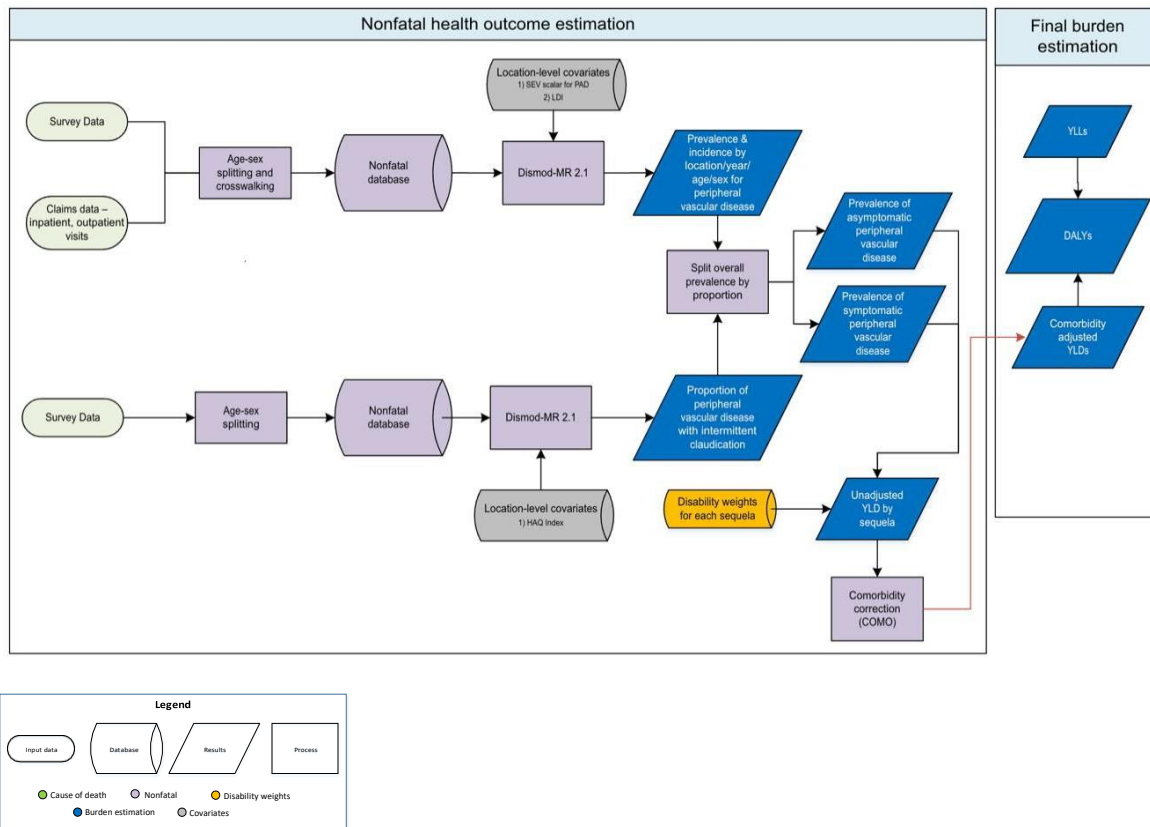 Nonfatal health outcome estimation
Final burden
estimation
Location-level covariates
1) SEV scalar for PAD
2) LDI
Survey Data
Age-sex
splitting and
crosswalking
Nonfatal
database
Dismod-MR 2.1
Prevalence &
incidence by
location/year/
age/sex for
peripheral
vascular disease
Claims data –
inpatient, outpatient
visits
Split overall
prevalence by
proportion
Prevalence of
asymptomatic
peripheral
vascular
disease
Prevalence of
symptomatic
peripheral
vascular
disease
YLLs
DALYs
Comorbidity
adjusted
YLDs
Survey Data
Age-sex
splitting
Nonfatal
database
Dismod-MR 2.1
Proportion of
peripheral
vascular disease
with intermittent
claudication
Location-level covariates
1) HAQ Index
Disability weights
for each sequela
Unadjusted
YLD by
sequela
Comorbidity
correction
(COMO)
Legend
Input data
Database
Results
Process
Cause of death
Nonfatal
Disability weights
Burden estimation
Covariates